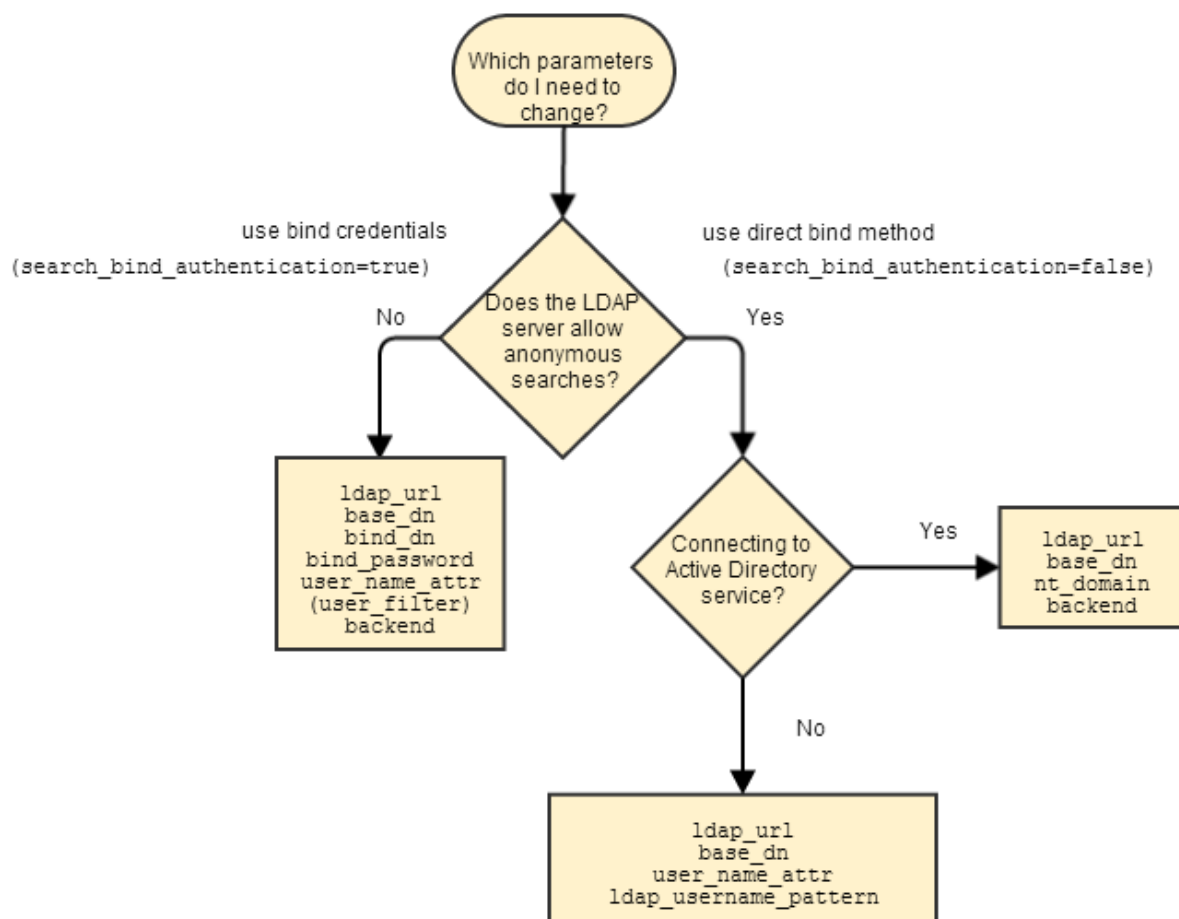 Which parameters
do I need to
change?
use bind credentials
(search_bind_authentication=true)
use direct bind method
(search_bind_authentication=false)
Does the LDAP
server allow
anonymous
searches?
No
Yes
ldap_url
base_dn
bind_dn
bind_password
user_name_attr
(user_filter)
backend
Connecting to
Active Directory
service?
Yes
ldap_url
base_dn
nt_domain
backend
No
ldap_url
base_dn
user_name_attr
ldap_username_pattern